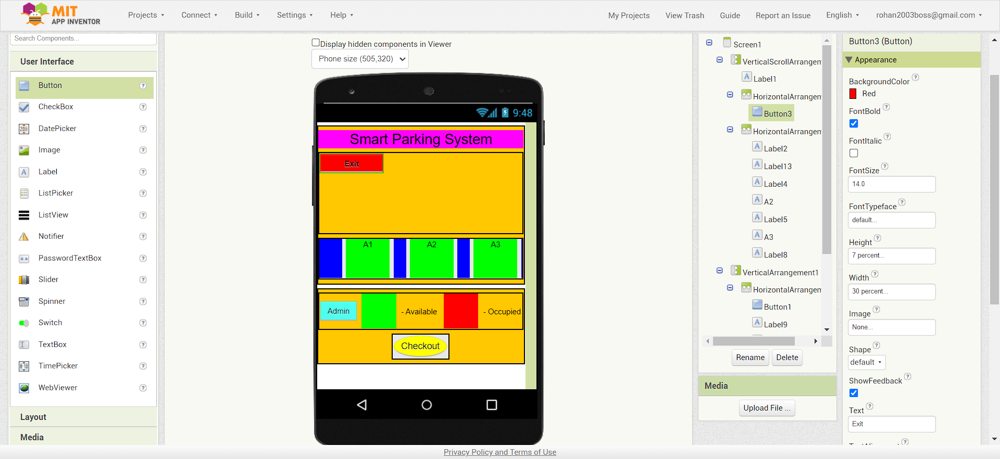 MIT
APP INVENTOR
Projects
Connect
Build
Settings
Help
My Projects
View Trash
Guide
Report an Issue
English
rohan2003boss@gmail.com
Search Components...
User Interface
Button
CheckBox
DatePicker
Image
Label
ListPicker
ListView
Notifier
PasswordTextBox
Slider
Spinner
Switch
TextBox
TimePicker
WebViewer
Layout
Media
Display hidden components in Viewer
Phone size (505,320)
9:48
Smart Parking System
Exit
A1
A2
A3
Admin
- Available
- Occupied
Checkout
Screen1
VerticalScrollArrangem
Label1
HorizontalArrangem
Button3
HorizontalArrangem
Label2
Label13
Label4
A2
Label5
A3
Label8
VerticalArrangement1
HorizontalArrangem
Button1
Label9
Rename
Delete
Media
Upload File ...
Button3 (Button)
Appearance
BackgroundColor
Red
FontBold
FontItalic
FontSize
14.0
FontTypeface
default...
Height
7 percent...
Width
30 percent...
Image
None...
Shape
default
ShowFeedback
Text
Exit
Privacy Policy and Terms of Use